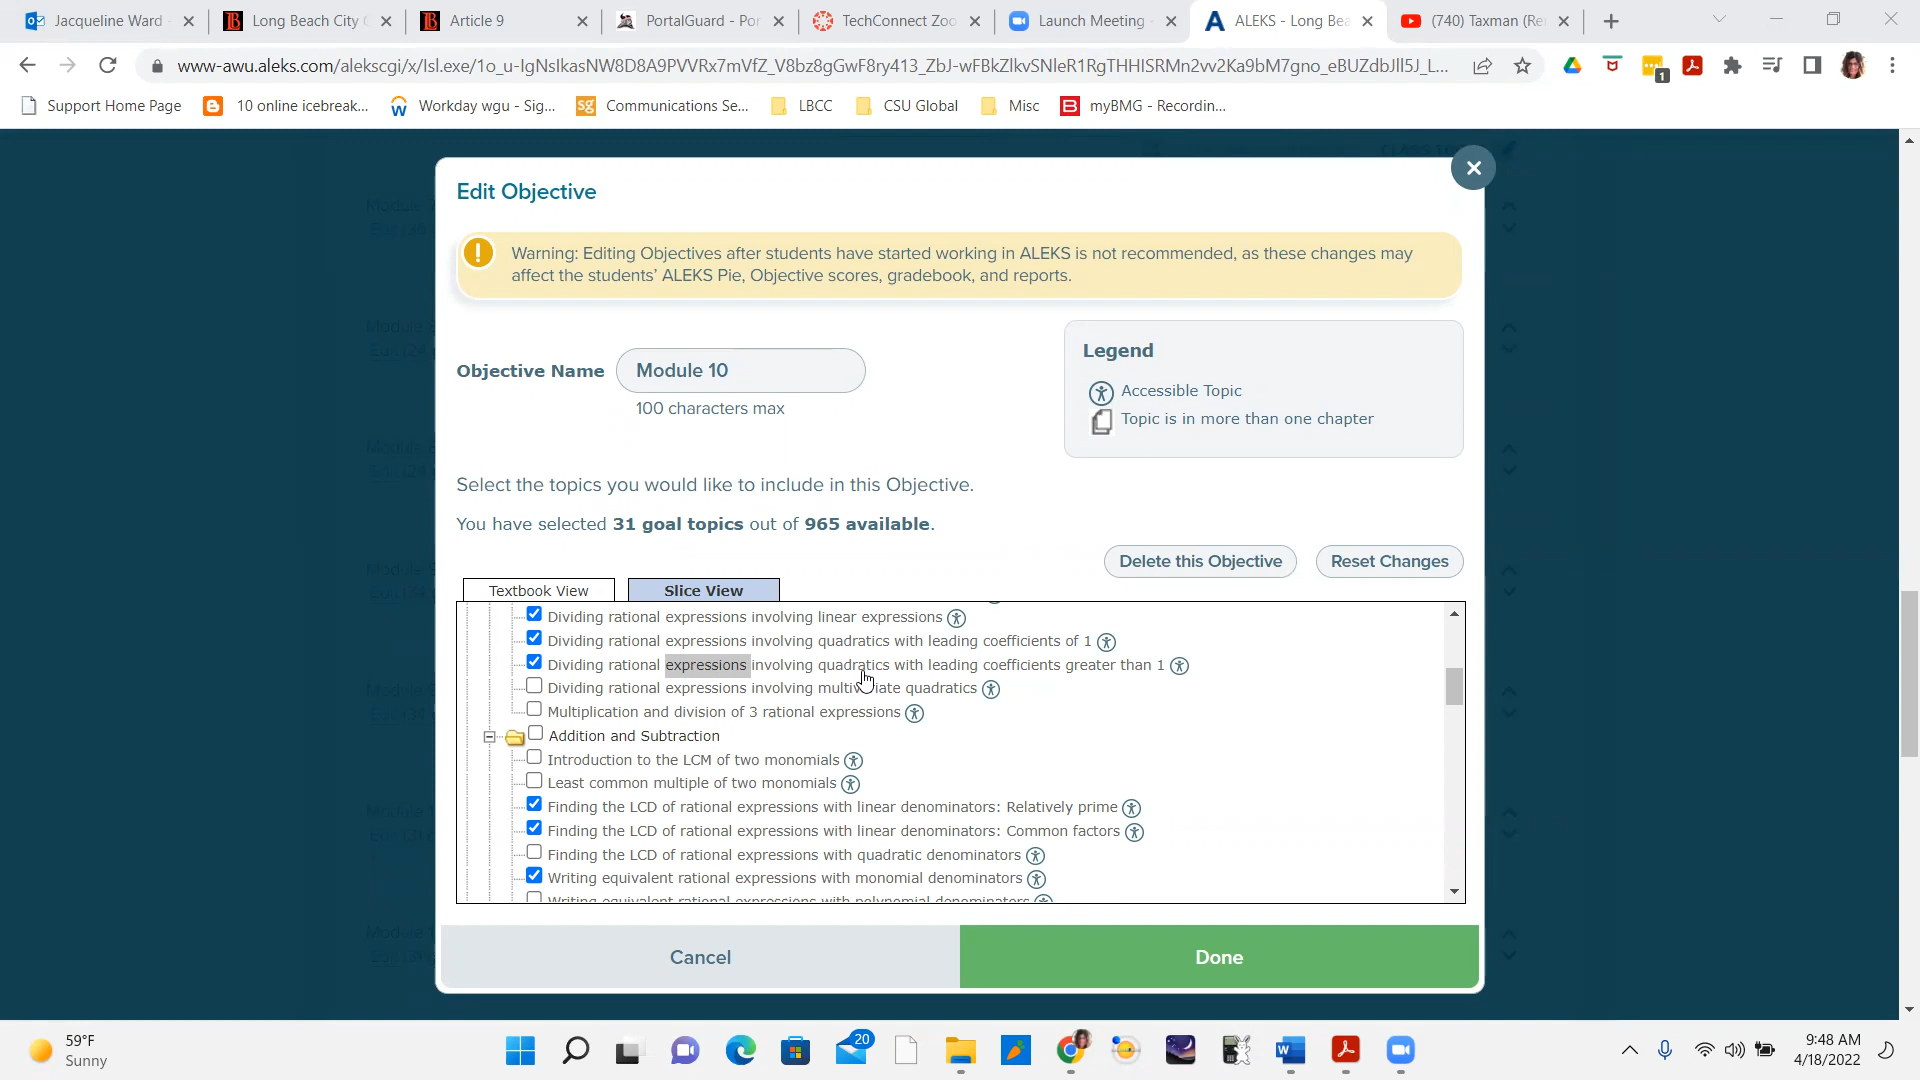 Jacqueline Ward -
Long Beach City C
Article 9
PortalGuard - Por
TechConnect Zoo
Launch Meeting -
ALEKS - Long Bea
(740) Taxman (Re
www-awu.aleks.com/alekscgi/x/Isl.exe/1o_u-IgNsIkasNW8D8A9PVVRx7mVfZ_V8bz8gGwF8ry413_ZbJ-wFBkZlkvSNleR1RgTHHISRMn2vv2Ka9bM7gno_eBUZdbJll5J_L...
1
Support Home Page
10 online icebreak...
Workday wgu - Sig...
Communications Se...
LBCC
CSU Global
Misc
myBMG - Recordin...
Edit Objective
Warning: Editing Objectives after students have started working in ALEKS is not recommended, as these changes may
affect the students' ALEKS Pie, Objective scores, gradebook, and reports.
Legend
Objective Name
Module 10
Accessible Topic
100 characters max
Topic is in more than one chapter
Select the topics you would like to include in this Objective.
You have selected 31 goal topics out of 965 available.
Delete this Objective
Reset Changes
Textbook View
Slice View
Dividing rational expressions involving linear expressions
Dividing rational expressions involving quadratics with leading coefficients of 1
Dividing rational expressions involving quadratics with leading coefficients greater than 1
Dividing rational expressions involving multivariate quadratics
Multiplication and division of 3 rational expressions
Addition and Subtraction
Introduction to the LCM of two monomials
Least common multiple of two monomials
Finding the LCD of rational expressions with linear denominators: Relatively prime
Finding the LCD of rational expressions with linear denominators: Common factors
Finding the LCD of rational expressions with quadratic denominators
Writing equivalent rational expressions with monomial denominators
Writing equivalent rational expressions with polynomial denominators
Cancel
Done
59°F
Sunny
20
9:48 AM
4/18/2022